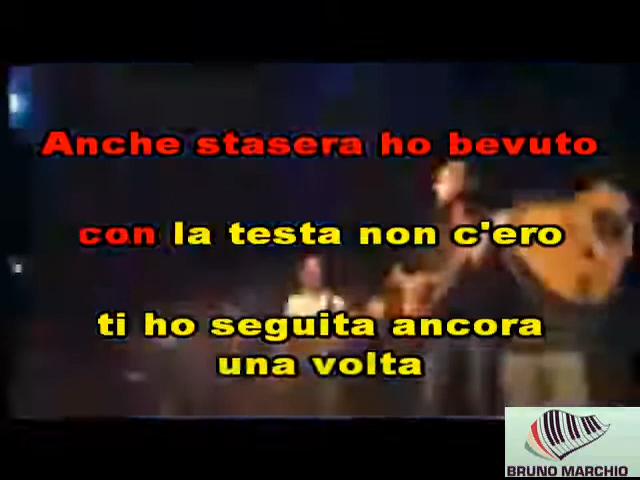 Anche stasera ho bevuto
con la testa non c'ero
ti ho seguita ancora
una volta
BRUNO MARCHIO